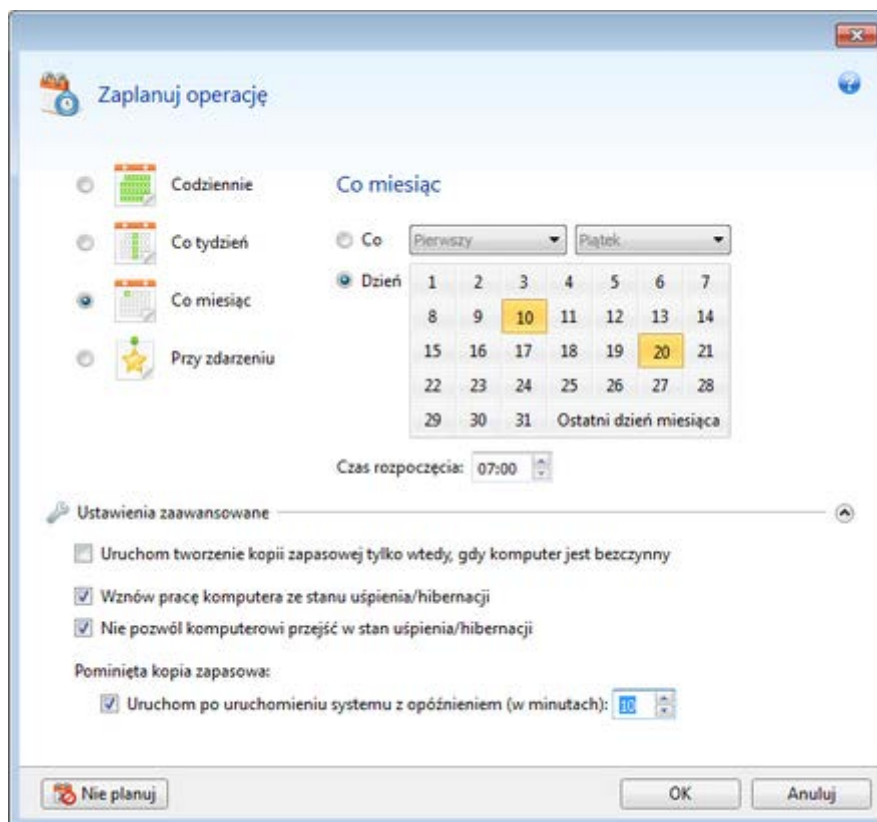 Zaplanuj operację
Codziennie
Co tydzień
Co miesiąc
Przy zdarzeniu
Co miesiąc
Co Pierwszy Piątek
Dzień 1 2 3 4 5 6 7
8 9 10 11 12 13 14
15 16 17 18 19 20 21
22 23 24 25 26 27 28
29 30 31 Ostatni dzień miesiąca
Czas rozpoczęcia: 07:00
Ustawienia zaawansowane
Uruchom tworzenie kopii zapasowej tylko wtedy, gdy komputer jest bezczynny
Wznów pracę komputera ze stanu uśpienia/hibernacji
Nie pozwól komputerowi przejść w stan uśpienia/hibernacji
Pominięta kopia zapasowa:
Uruchom po uruchomieniu systemu z opóźnieniem (w minutach): 10
Nie planuj OK Anuluj